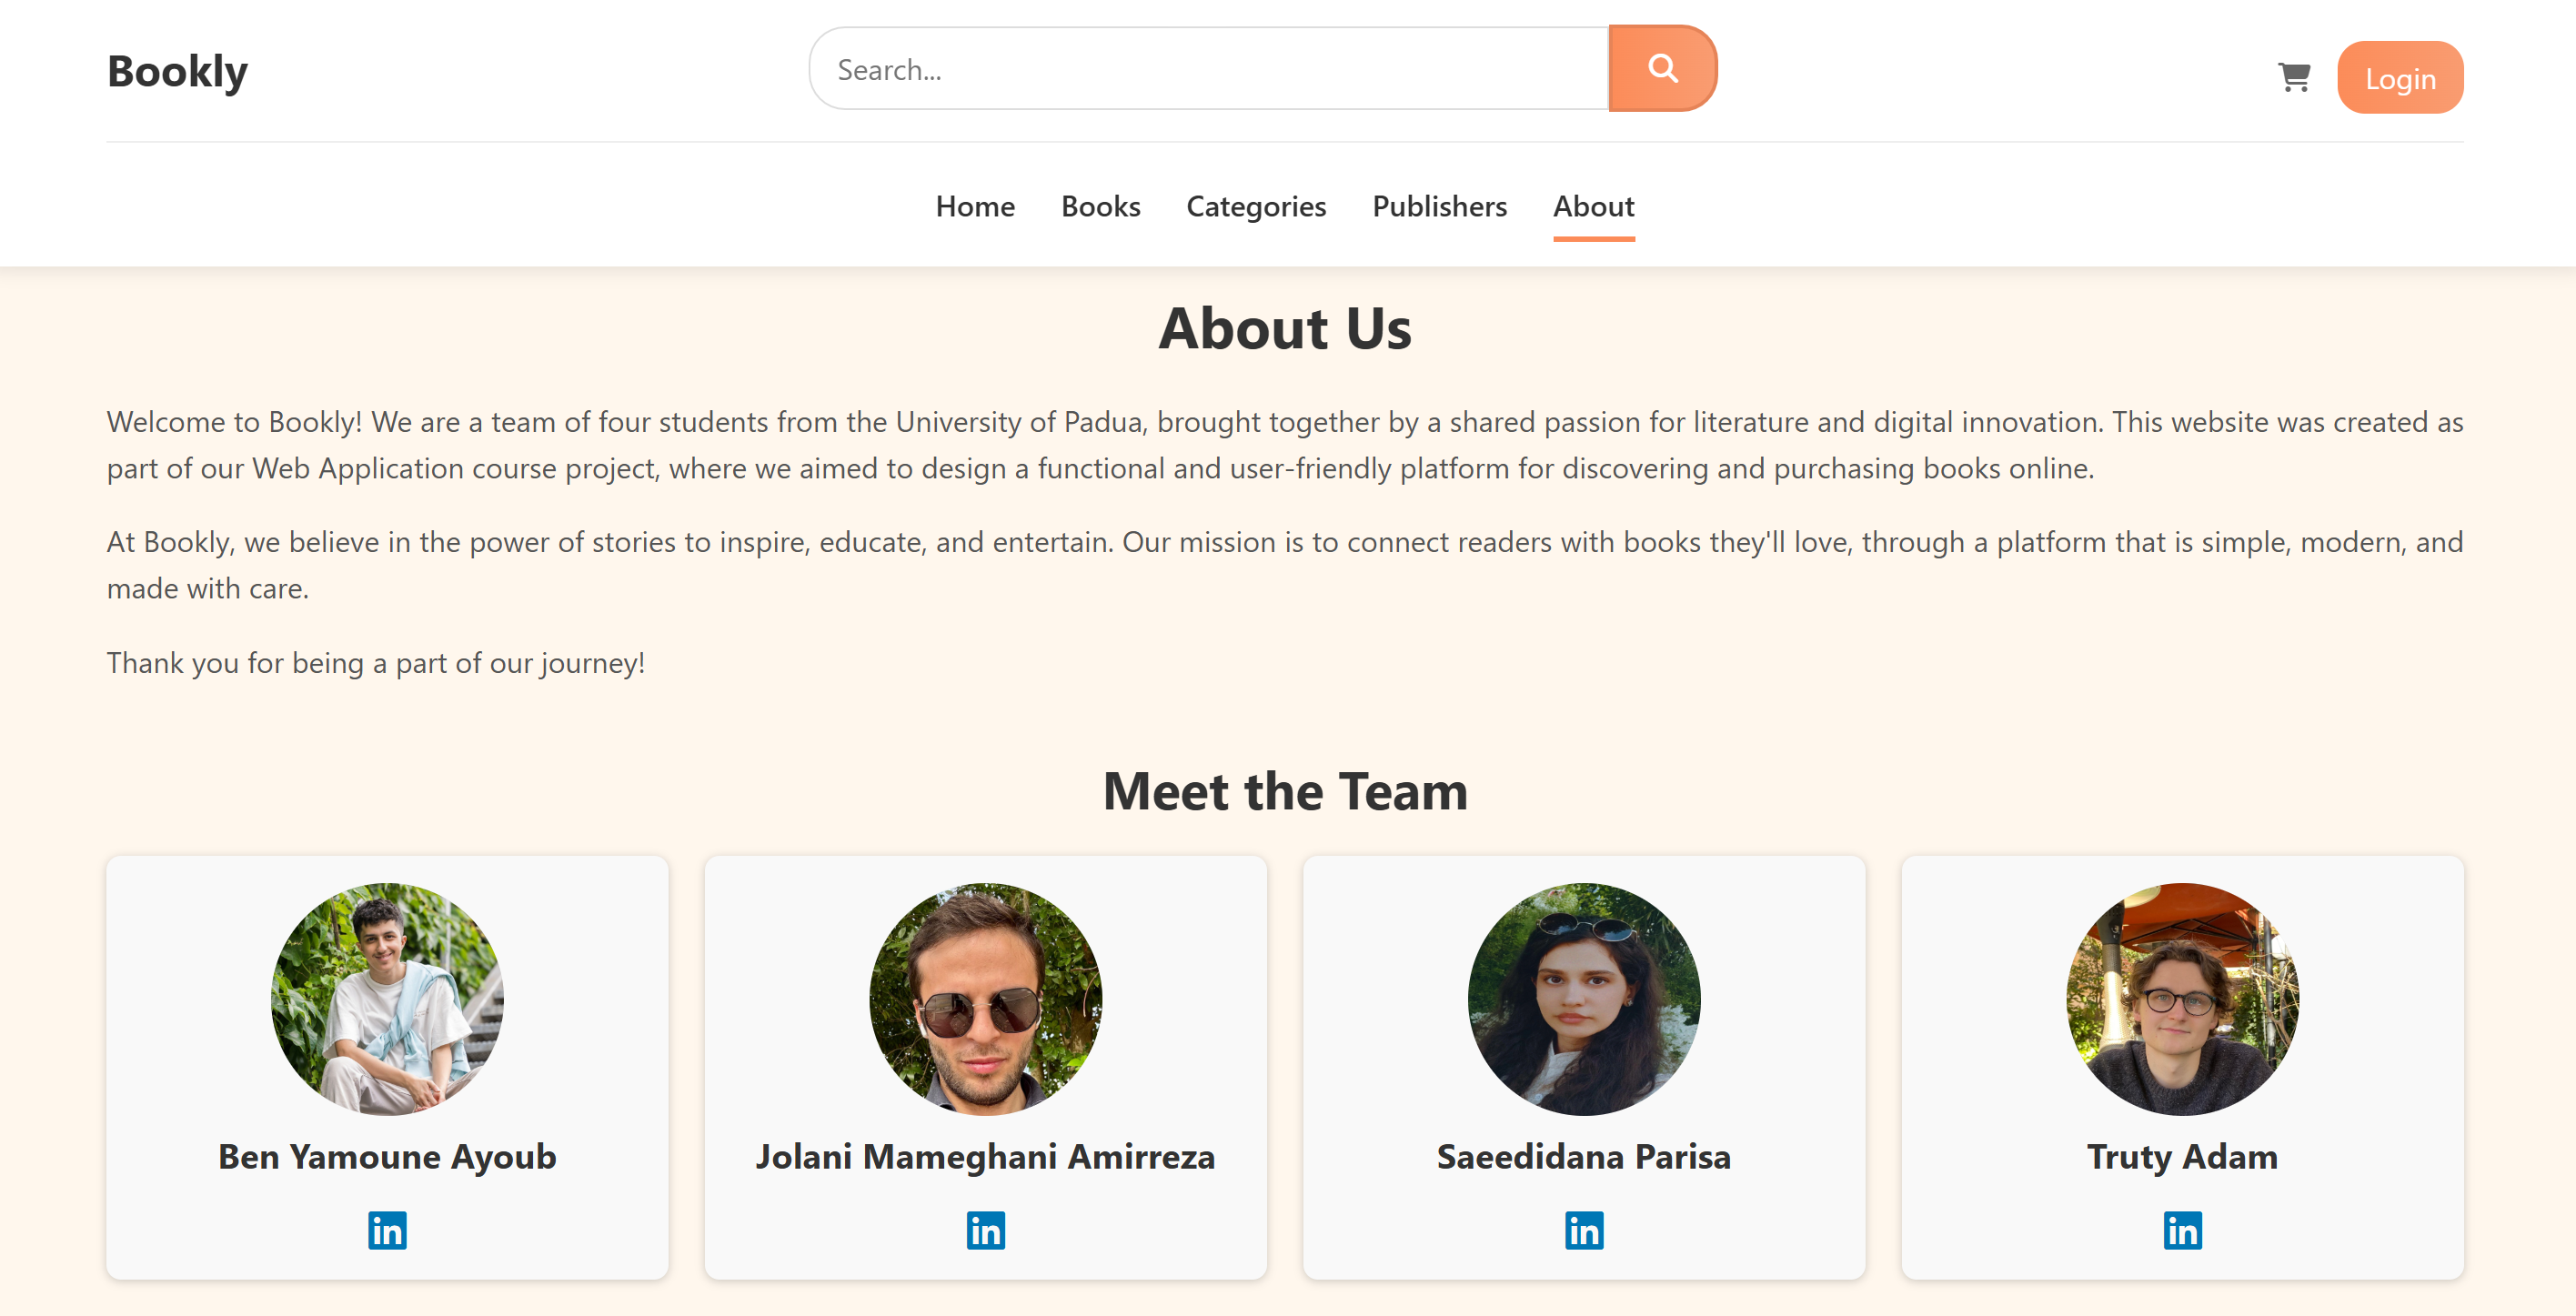 Bookly
Search...
Login
Home Books Categories Publishers About
About Us
Welcome to Bookly! We are a team of four students from the University of Padua, brought together by a shared passion for literature and digital innovation. This website was created as
part of our Web Application course project, where we aimed to design a functional and user-friendly platform for discovering and purchasing books online.
At Bookly, we believe in the power of stories to inspire, educate, and entertain. Our mission is to connect readers with books they'll love, through a platform that is simple, modern, and
made with care.
Thank you for being a part of our journey!
Meet the Team
Ben Yamoune Ayoub
in
Jolani Mameghani Amirreza
in
Saeedidana Parisa
in
Truty Adam
in